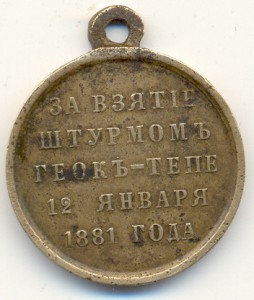 ЗА ВЗЯТІЕ
ШТУРМОМЪ
ГЕОКЪ-ТЕПЕ
12 ЯНВАРЯ
1881 ГОДА